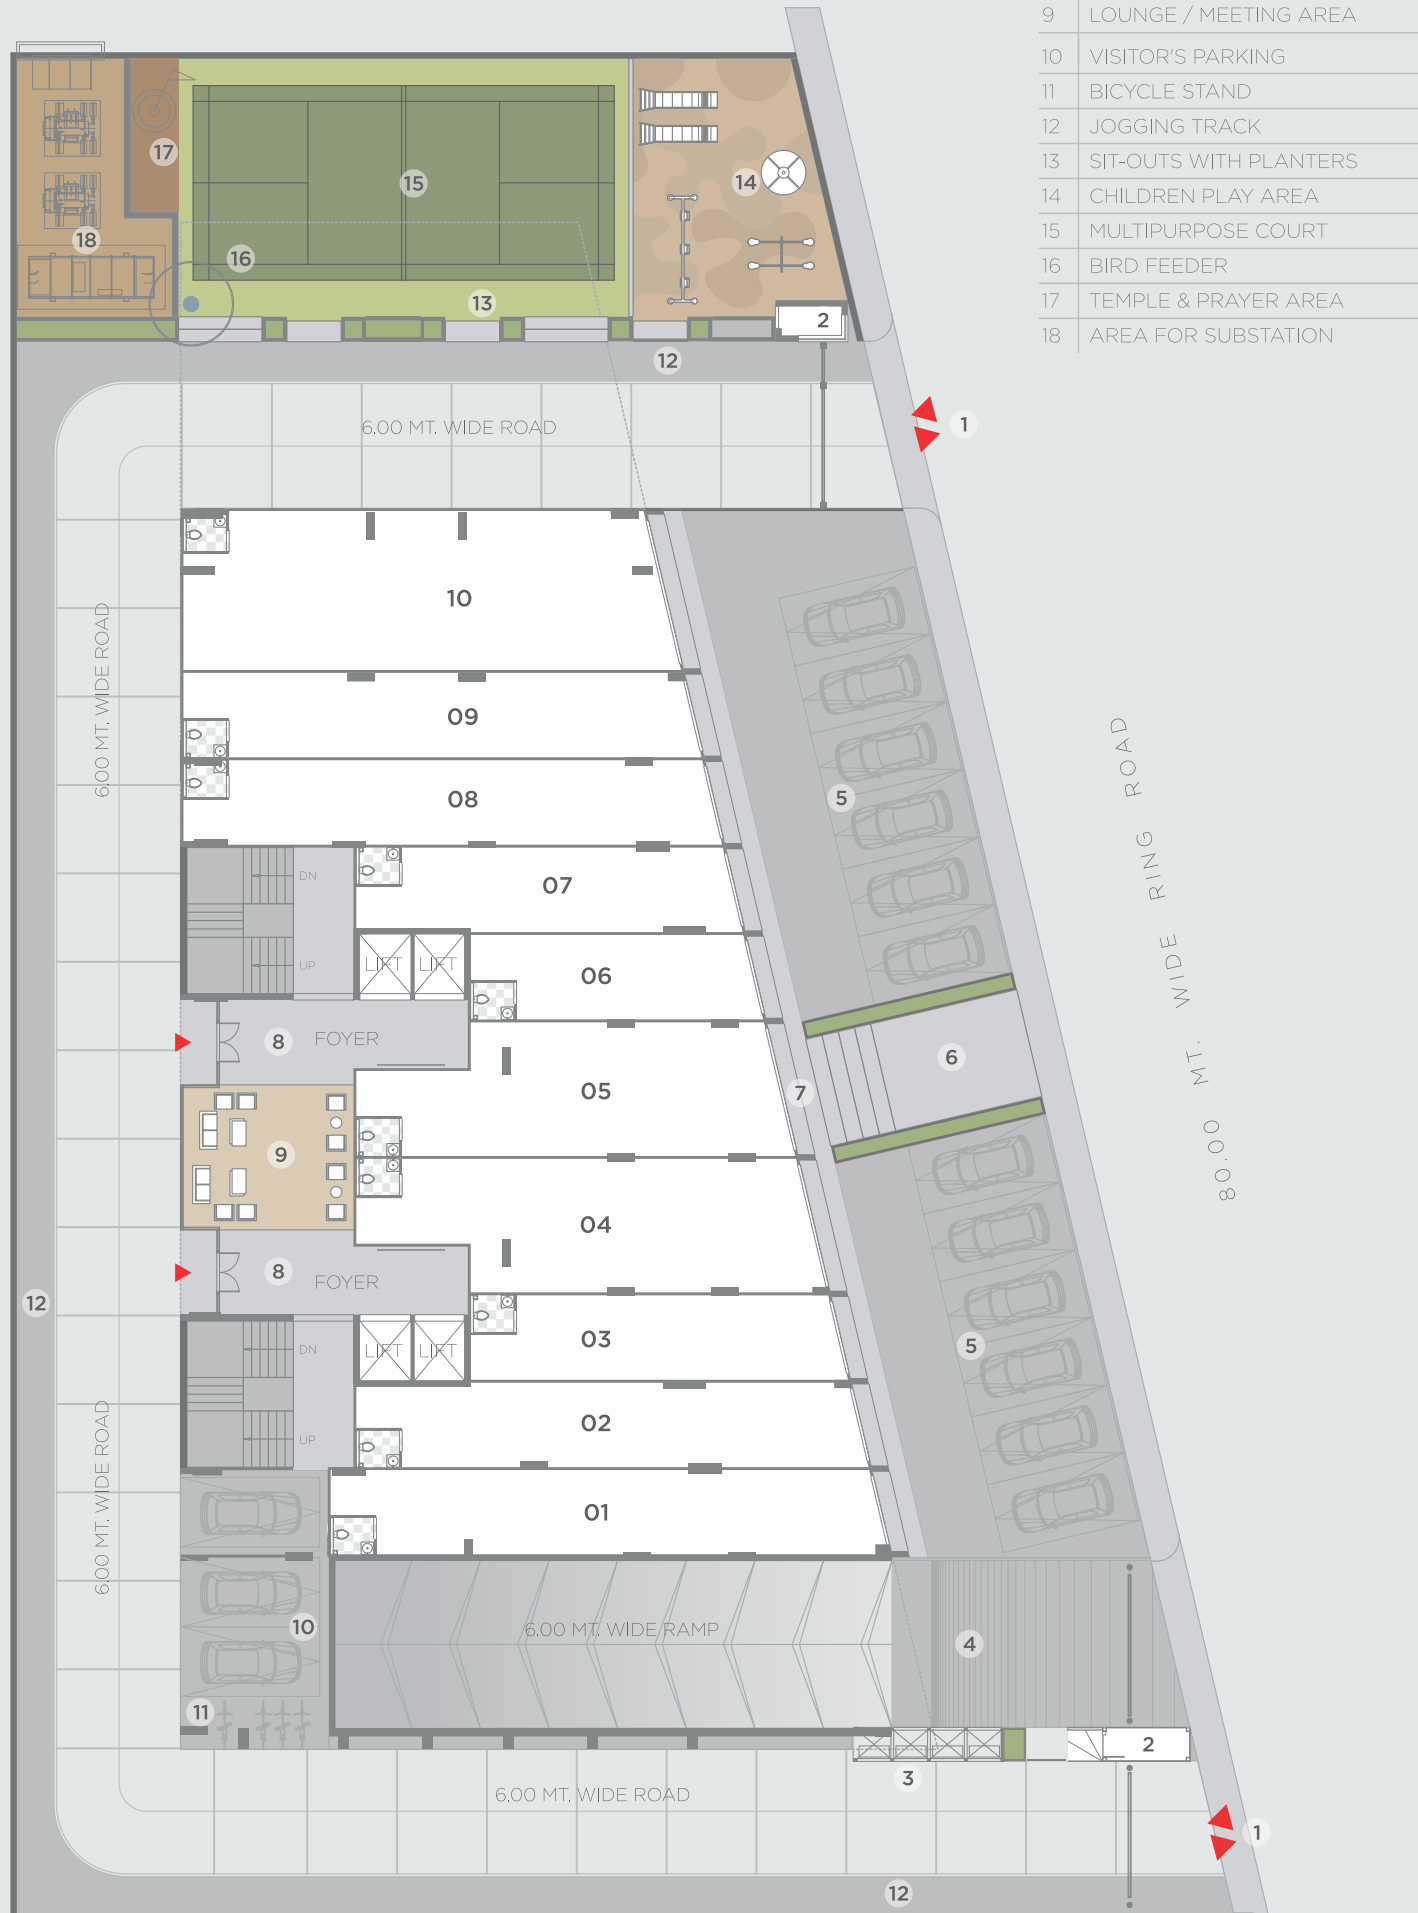 9 LOUNGE / MEETING AREA
10 VISITOR'S PARKING
11 BICYCLE STAND
12 JOGGING TRACK
13 SIT-OUTS WITH PLANTERS
14 CHILDREN PLAY AREA
15 MULTIPURPOSE COURT
16 BIRD FEEDER
17 TEMPLE & PRAYER AREA
18 AREA FOR SUBSTATION
17
15
14
18
16
13
2
12
6.00 MT. WIDE ROAD
1
10
6.00 MT. WIDE ROAD
09
08
5
80.00 MT. WIDE RING ROAD
07
DN
UP
LIFT
LIFT
06
8
FOYER
6
05
7
9
04
8
FOYER
12
03
5
DN
UP
LIFT
LIFT
02
6.00 MT. WIDE ROAD
01
10
6.00 MT. WIDE RAMP
4
11
2
3
6.00 MT. WIDE ROAD
1
12